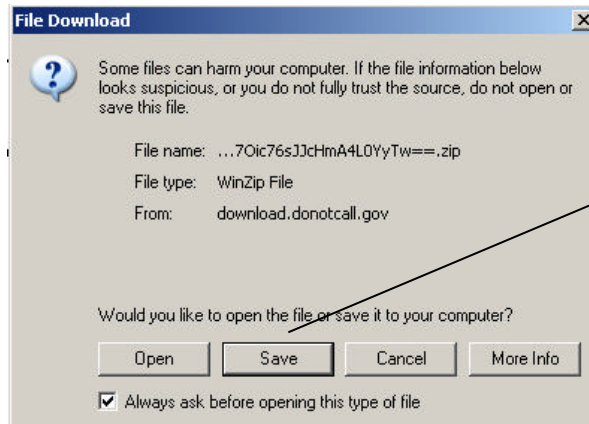 File Download
Some files can harm your computer. If the file information below
looks suspicious, or you do not fully trust the source, do not open or
save this file.
File name: ...7Oic76sJJcHmA4L0YyTw==.zip
File type: WinZip File
From: download.donotcall.gov
Would you like to open the file or save it to your computer?
Open Save Cancel More Info
Always ask before opening this type of file